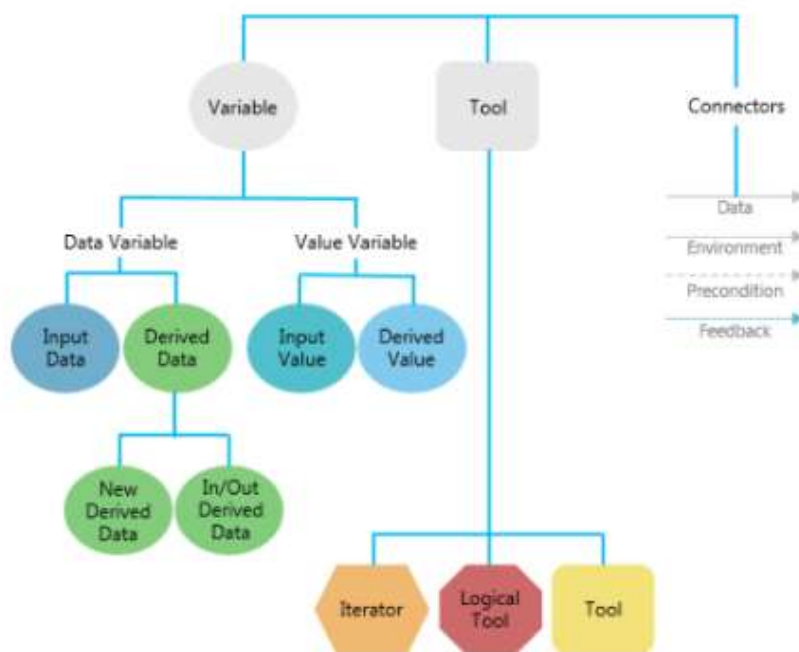 Variable
Tool
Connectors
Data
Environment
Precondition
Feedback
Data Variable
Value Variable
Input
Data
Derived
Data
Input
Value
Derived
Value
New
Derived
Data
In/Out
Derived
Data
Iterator
Logical
Tool
Tool